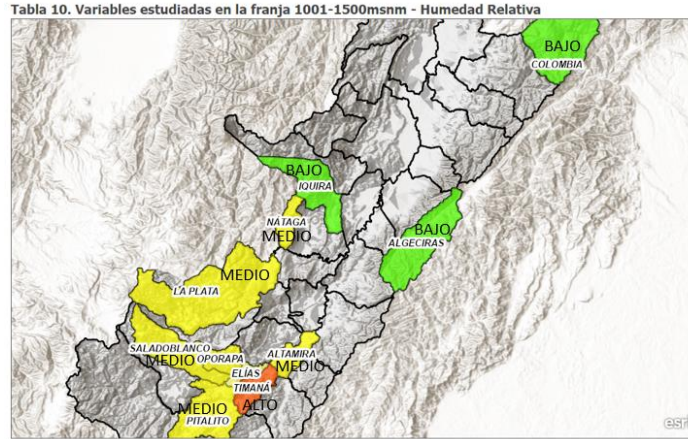 Tabla 10. Variables estudiadas en la franja 1001-1500msnm - Humedad Relativa
BAJO
COLOMBIA
BAJO
IQUIRA
NÁTAGA
MEDIO
BAJO
ALGECIRAS
MEDIO
LA PLATA
SALADOBLANCO
MEDIO
OPORAPA
ALTAMIRA
MEDIO
ELÍAS
TIMANÁ
ALTO
MEDIO
PITALITO
esri